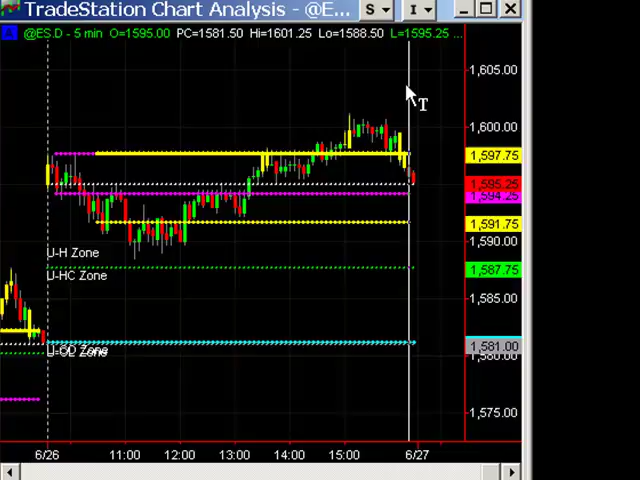 TradeStation Chart Analysis - @E...
S
I
@ES.D - 5 min O=1595.00 PC=1581.50 Hi=1601.25 Lo=1588.50 L=1595.25 ...
1,605.00
T
1,600.00
1,597.75
1,595.25
1,594.25
1,591.75
1,590.00
U-H Zone
U-HC Zone
1,587.75
1,585.00
1,581.00
1,580.00
1,575.00
6/26 11:00 12:00 13:00 14:00 15:00 6/27